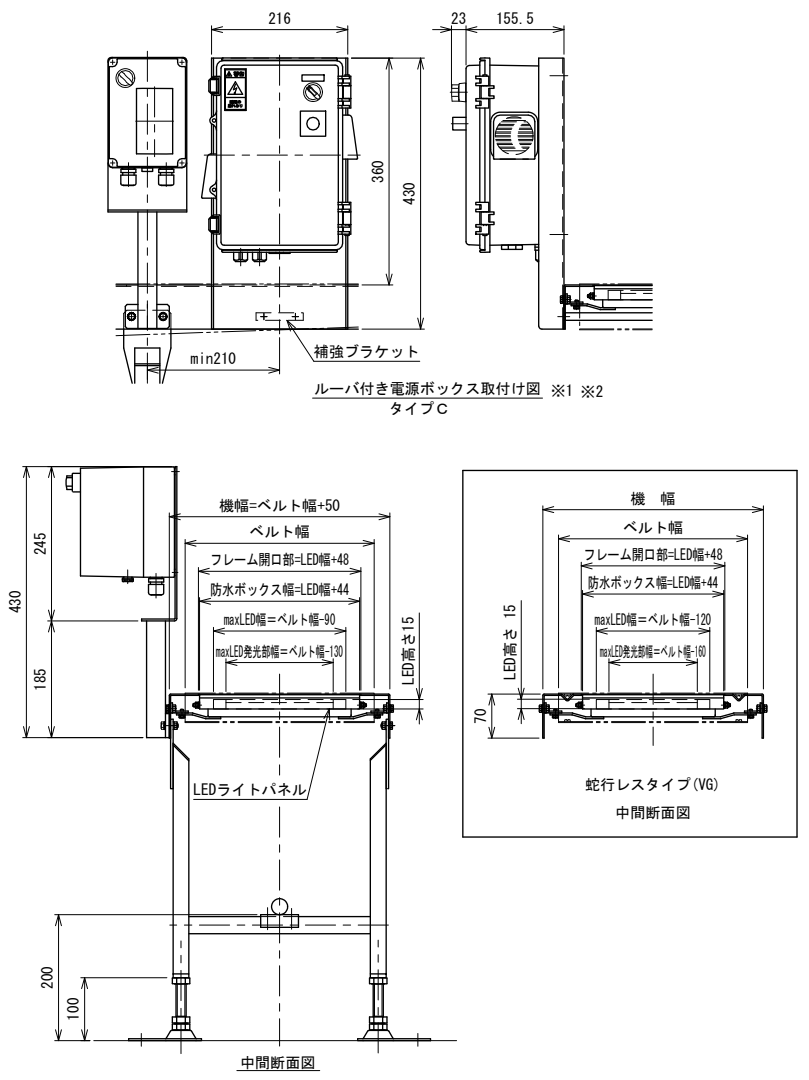 216
23
155.5
360
430
補強ブラケット
min210
ルーバ付き電源ボックス取付け図 ※1 ※2
タイプC
機幅=ベルト幅+50
ベルト幅
フレーム開口部=LED幅+48
防水ボックス幅=LED幅+44
maxLED幅=ベルト幅-90
maxLED発光部幅=ベルト幅-130
LED高さ15
430
245
185
LEDライトパネル
200
100
中間断面図
機 幅
ベルト幅
フレーム開口部=LED幅+48
防水ボックス幅=LED幅+44
maxLED幅=ベルト幅-120
maxLED発光部幅=ベルト幅-160
LED高さ 15
70
蛇行レスタイプ(VG)
中間断面図